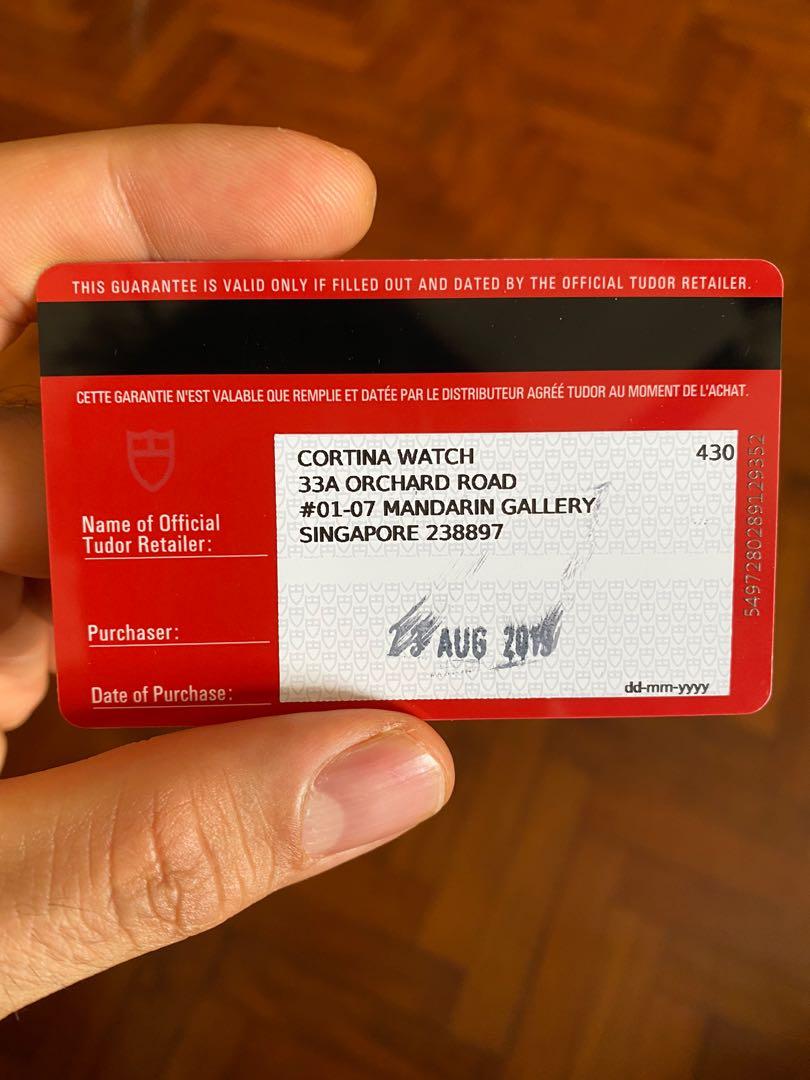 THIS GUARANTEE IS VALID ONLY IF FILLED OUT AND DATED BY THE OFFICIAL TUDOR RETAILER.
CETTE GARANTIE N'EST VALABLE QUE REMPLIE ET DATÉE PAR LE DISTRIBUTEUR AGRÉÉ TUDOR AU MOMENT DE L'ACHAT.
CORTINA WATCH 430
33A ORCHARD ROAD
#01-07 MANDARIN GALLERY
SINGAPORE 238897
Name of Official
Tudor Retailer:
Purchaser:
AUG 2019
Date of Purchase:
dd-mm-yyyy
5497280289129352